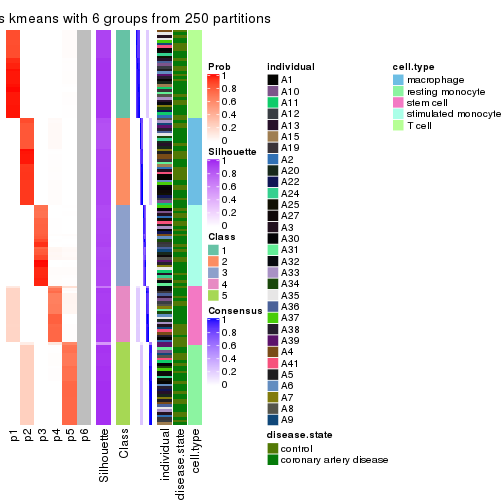 s kmeans with 6 groups from 250 partitions
Prob
1
0.8
0.6
0.4
0.2
0
Silhouette
1
0.8
0.6
0.4
0.2
0
Class
1
2
3
4
5
Consensus
1
0.8
0.6
0.4
0.2
0
individual
A1
A10
A11
A12
A13
A15
A19
A2
A20
A22
A24
A25
A27
A3
A30
A31
A32
A33
A34
A35
A36
A37
A38
A39
A4
A41
A5
A6
A7
A8
A9
disease.state
control
coronary artery disease
cell.type
macrophage
resting monocyte
stem cell
stimulated monocyte
T cell
p1
p2
p3
p4
p5
p6
Silhouette
Class
individual
disease.state
cell.type